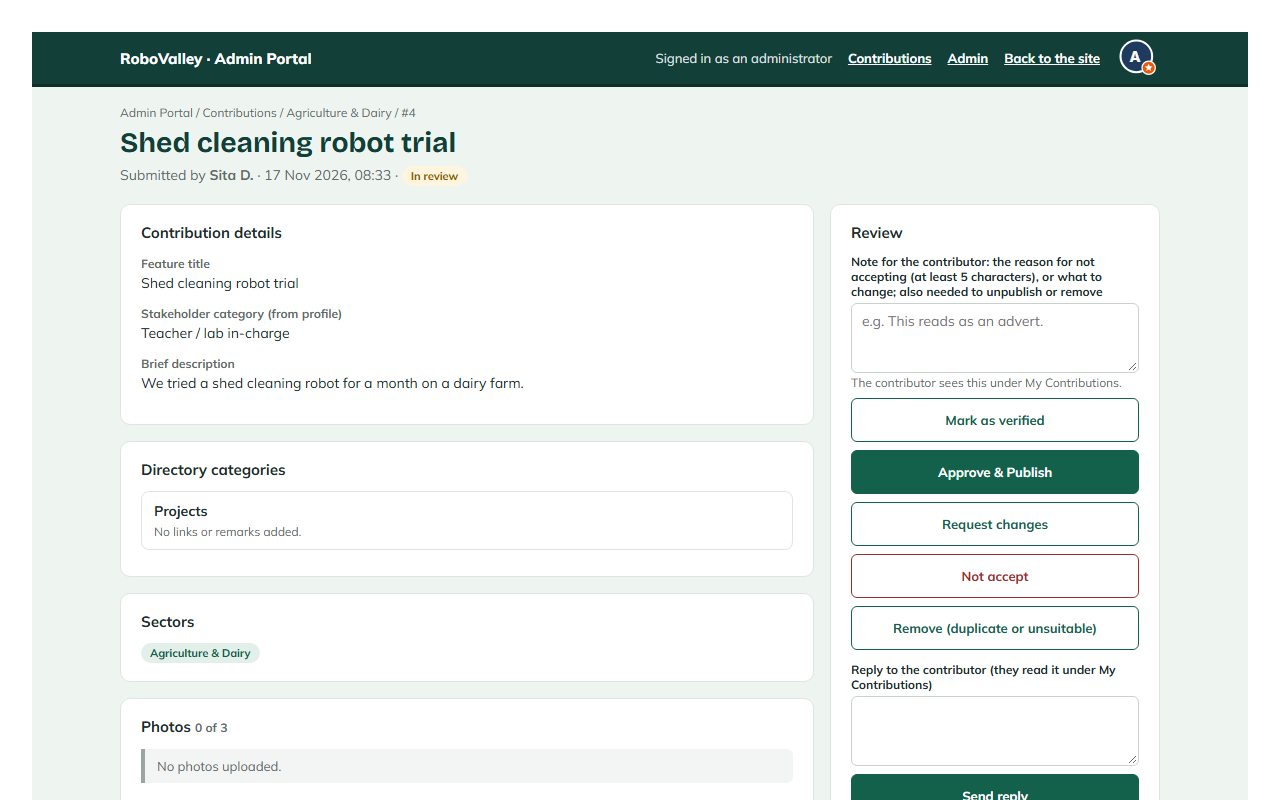 RoboValley · Admin Portal
Signed in as an administrator Contributions Admin Back to the site A
Admin Portal / Contributions / Agriculture & Dairy / #4
Shed cleaning robot trial
Submitted by Sita D. · 17 Nov 2026, 08:33 · In review
Contribution details
Feature title
Shed cleaning robot trial
Stakeholder category (from profile)
Teacher / lab in-charge
Brief description
We tried a shed cleaning robot for a month on a dairy farm.
Directory categories
Projects
No links or remarks added.
Sectors
Agriculture & Dairy
Photos 0 of 3
No photos uploaded.
Review
Note for the contributor: the reason for not
accepting (at least 5 characters), or what to
change; also needed to unpublish or remove
e.g. This reads as an advert.
The contributor sees this under My Contributions.
Mark as verified
Approve & Publish
Request changes
Not accept
Remove (duplicate or unsuitable)
Reply to the contributor (they read it under My
Contributions)
Send reply